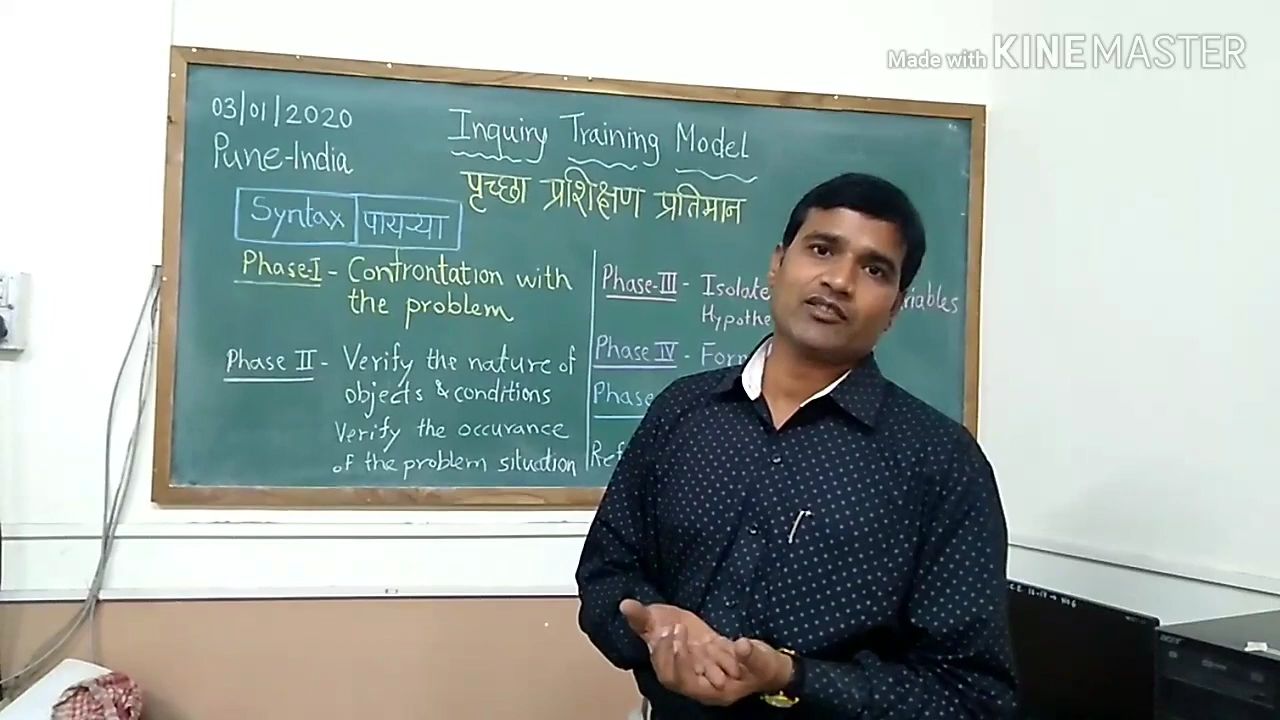 Made with KINEMASTER
03/01/2020
Pune-India
Inquiry Training Model
पृच्छा प्रशिक्षण प्रतिमान
Syntax पायऱ्या
Phase-I - Confrontation with
the problem
Phase II - Verify the nature of
objects & conditions
Verify the occurance
of the problem situation
Phase-III - Isolate
Hypothe
Phase IV - Form
Phase